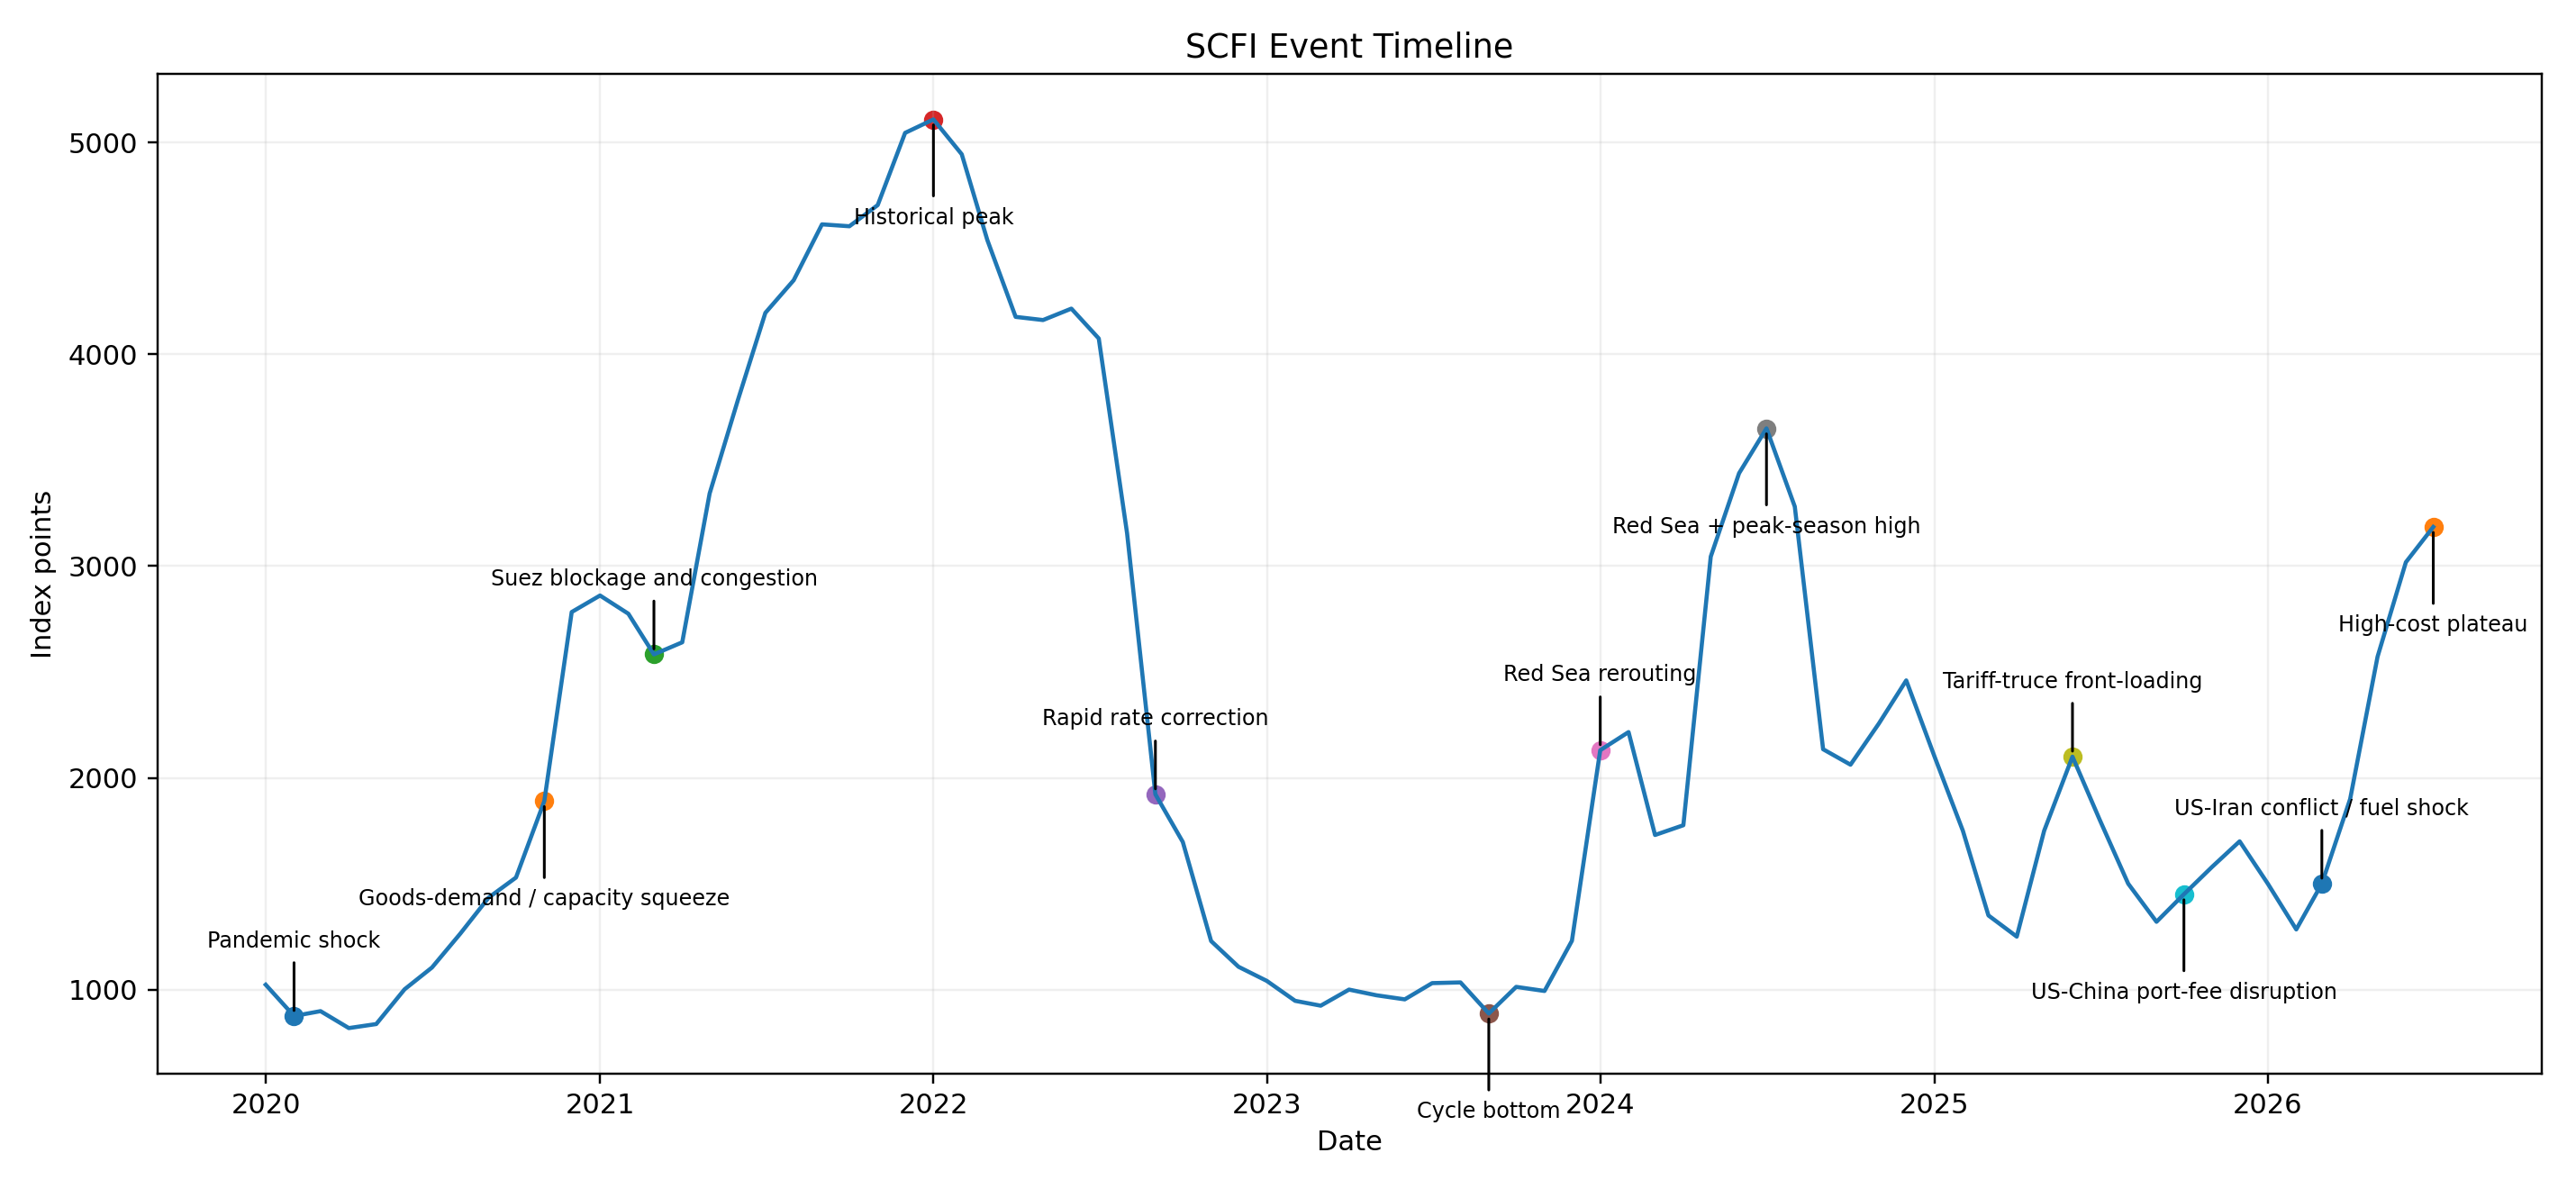 SCFI Event Timeline
Index points
5000
4000
3000
2000
1000
Historical peak
Red Sea + peak-season high
Suez blockage and congestion
High-cost plateau
Red Sea rerouting
Tariff-truce front-loading
Rapid rate correction
US-Iran conflict / fuel shock
Goods-demand / capacity squeeze
Pandemic shock
US-China port-fee disruption
Cycle bottom
2020 2021 2022 2023 2024 2025 2026
Date